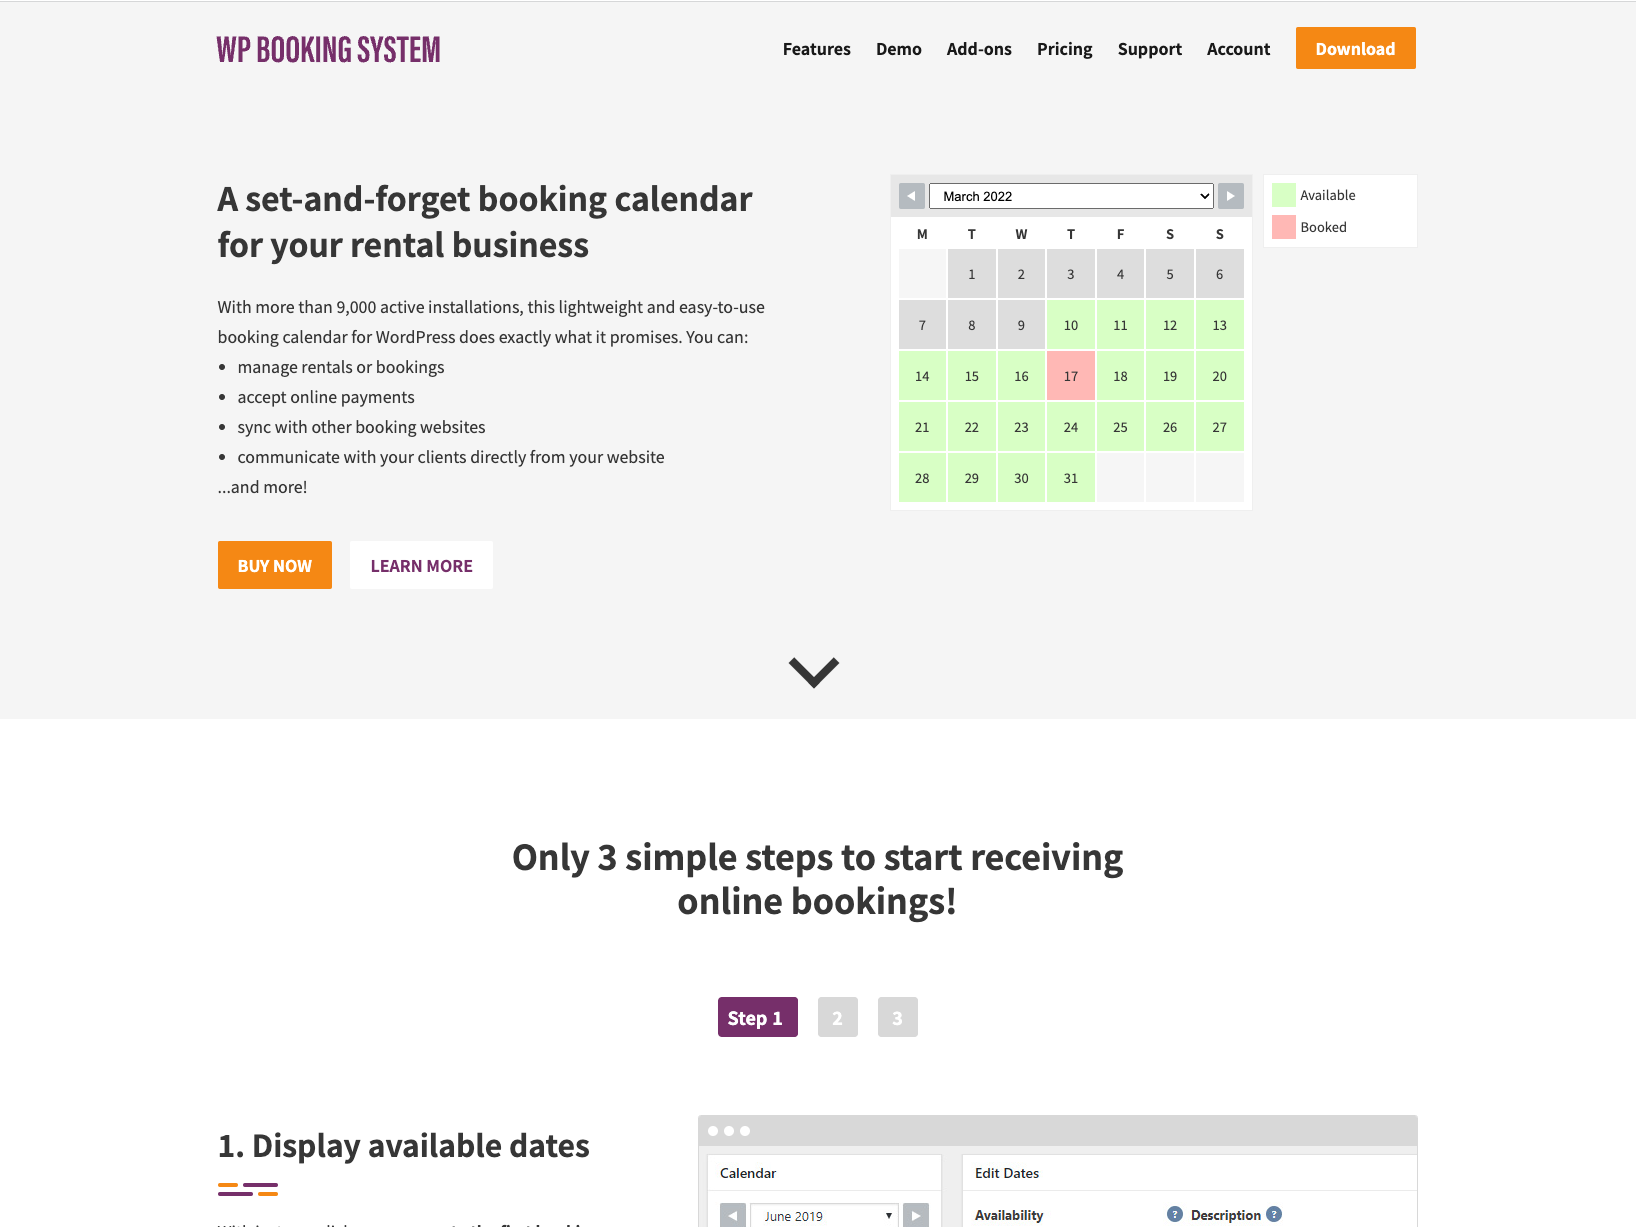 WP BOOKING SYSTEM
Features Demo Add-ons Pricing Support Account Download
A set-and-forget booking calendar
for your rental business
With more than 9,000 active installations, this lightweight and easy-to-use
booking calendar for WordPress does exactly what it promises. You can:
• manage rentals or bookings
• accept online payments
• sync with other booking websites
• communicate with your clients directly from your website
...and more!
BUY NOW LEARN MORE
March 2022
M T W T F S S
1 2 3 4 5 6
7 8 9 10 11 12 13
14 15 16 17 18 19 20
21 22 23 24 25 26 27
28 29 30 31
Available
Booked
Only 3 simple steps to start receiving
online bookings!
Step 1 2 3
1. Display available dates
Calendar
June 2019
Edit Dates
Availability ? Description ?